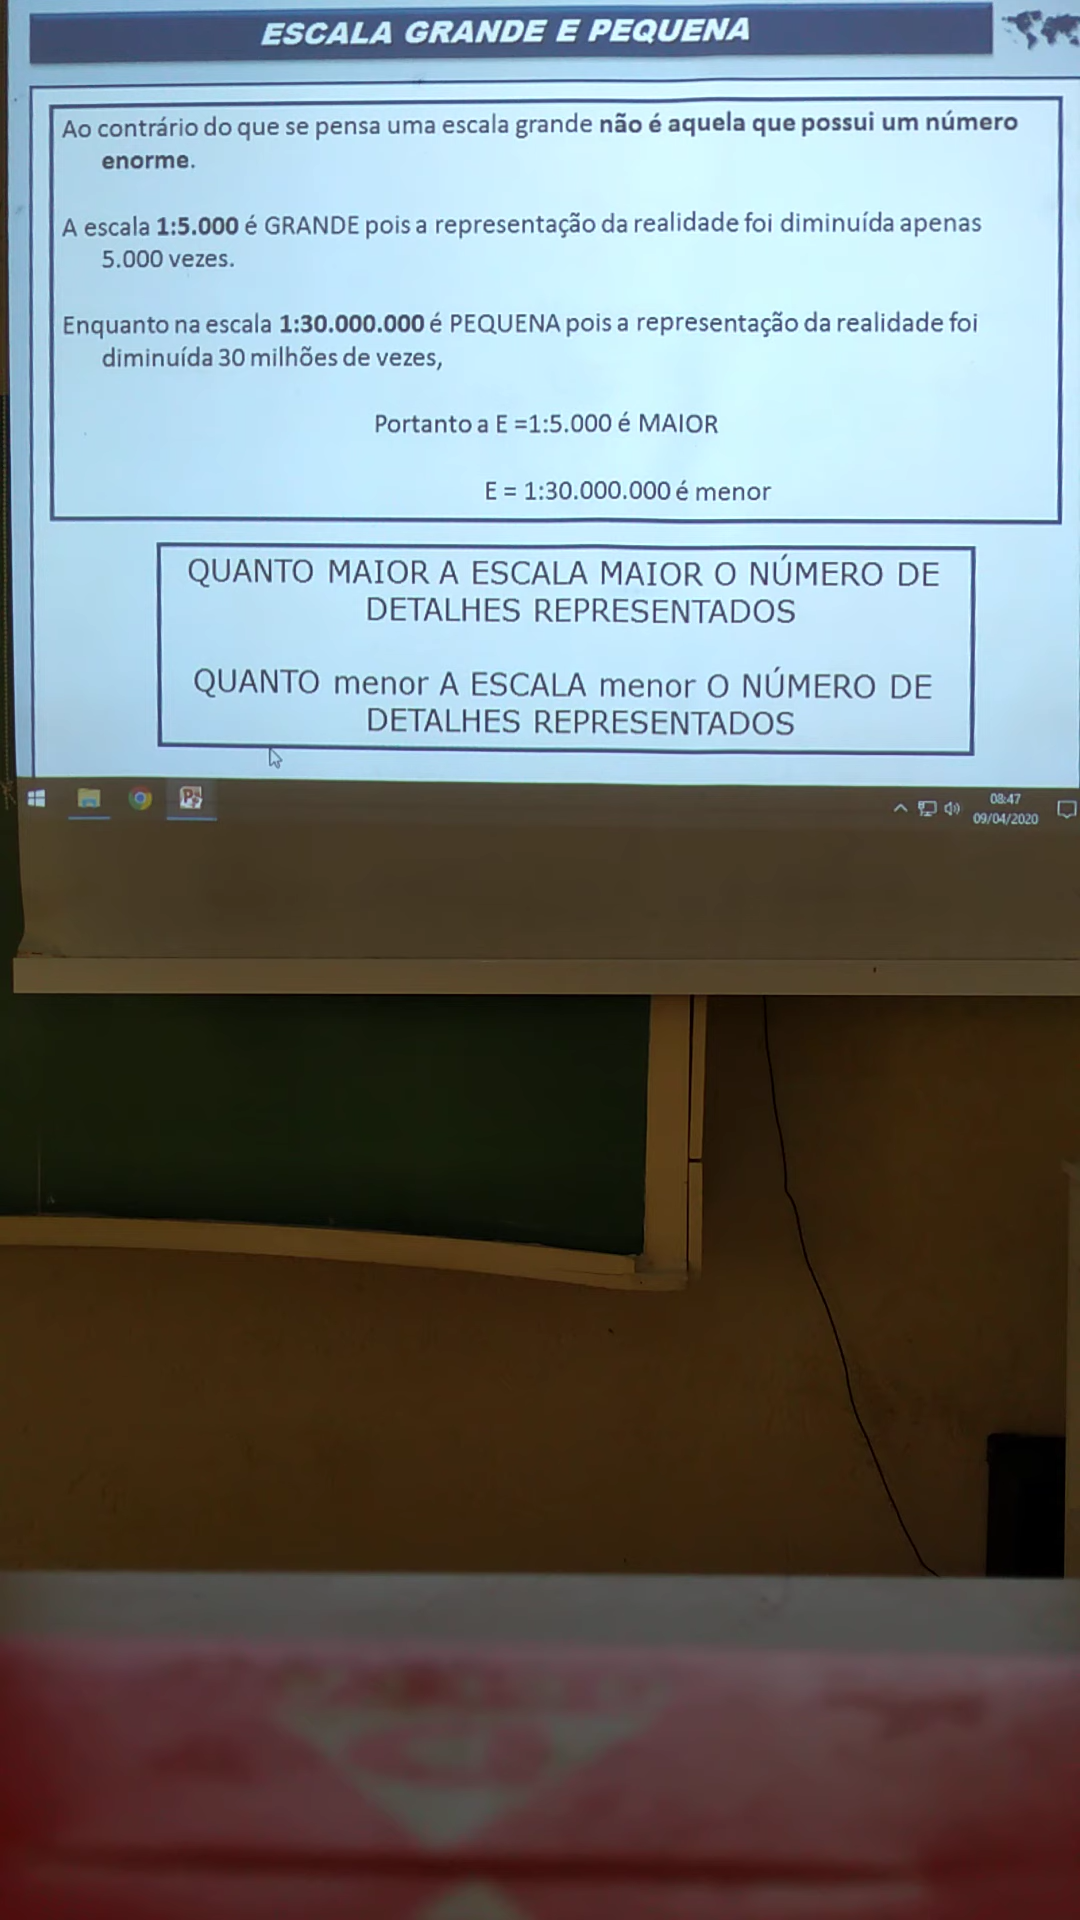 ESCALA GRANDE E PEQUENA
Ao contrário do que se pensa uma escala grande não é aquela que possui um número
enorme.
A escala 1:5.000 é GRANDE pois a representação da realidade foi diminuída apenas
5.000 vezes.
Enquanto na escala 1:30.000.000 é PEQUENA pois a representação da realidade foi
diminuída 30 milhões de vezes,
Portanto a E =1:5.000 é MAIOR
E = 1:30.000.000 é menor
QUANTO MAIOR A ESCALA MAIOR O NÚMERO DE
DETALHES REPRESENTADOS
QUANTO menor A ESCALA menor O NÚMERO DE
DETALHES REPRESENTADOS
08:47
09/04/2020